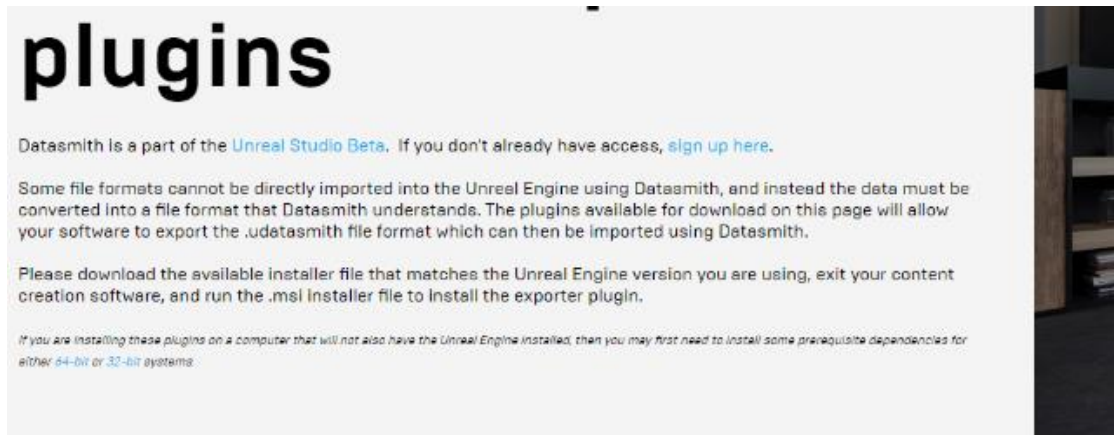 plugins
Datasmith is a part of the Unreal Studio Beta. If you don't already have access, sign up here.
Some file formats cannot be directly imported into the Unreal Engine using Datasmith, and instead the data must be
converted into a file format that Datasmith understands. The plugins available for download on this page will allow
your software to export the .udatasmith file format which can then be imported using Datasmith.
Please download the available installer file that matches the Unreal Engine version you are using, exit your content
creation software, and run the .msi installer file to install the exporter plugin.
If you are installing these plugins on a computer that will not also have the Unreal Engine installed, then you may first need to install some prerequisite dependencies for
either 64-bit or 32-bit systems.